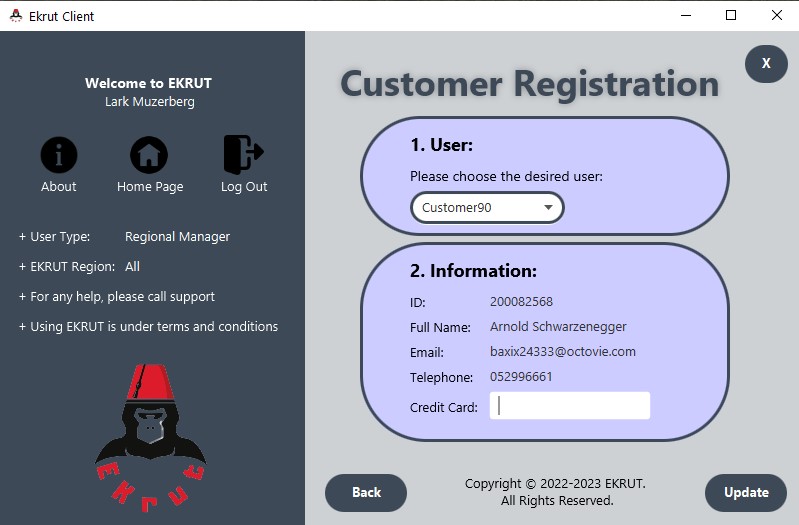 Ekrut Client
Welcome to EKRUT
Lark Muzerberg
About Home Page Log Out
+ User Type: Regional Manager
+ EKRUT Region: All
+ For any help, please call support
+ Using EKRUT is under terms and conditions
EKrUT
X
Customer Registration
1. User:
Please choose the desired user:
Customer90
2. Information:
ID: 200082568
Full Name: Arnold Schwarzenegger
Email: baxix24333@octovie.com
Telephone: 052996661
Credit Card:
Back
Copyright © 2022-2023 EKRUT.
All Rights Reserved.
Update